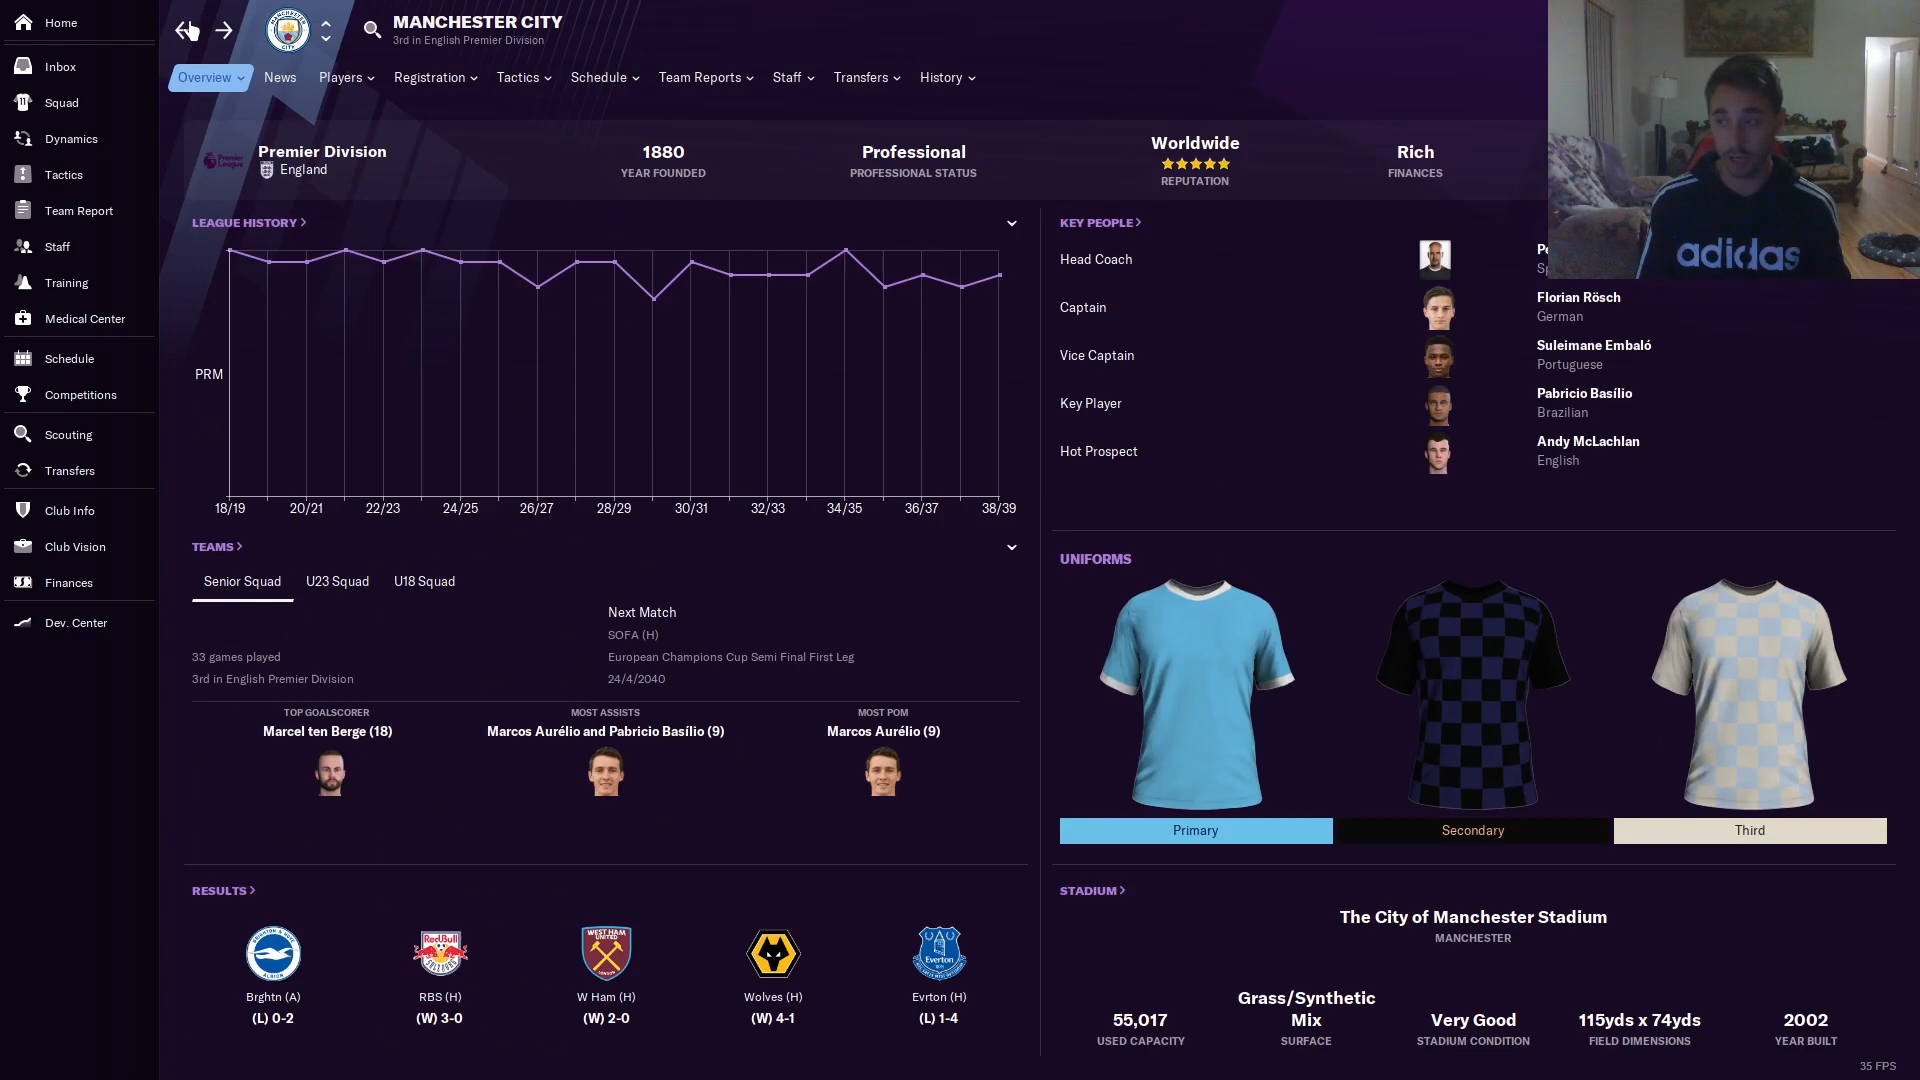 Home
Inbox
Squad
Dynamics
Tactics
Team Report
Staff
Training
Medical Center
Schedule
Competitions
Scouting
Transfers
Club Info
Club Vision
Finances
Dev. Center
MANCHESTER CITY
3rd in English Premier Division
Overview News Players Registration Tactics Schedule Team Reports Staff Transfers History
Premier Division
England
1880
YEAR FOUNDED
Professional
PROFESSIONAL STATUS
Worldwide
REPUTATION
Rich
FINANCES
adidas
LEAGUE HISTORY
PRM
18/19 20/21 22/23 24/25 26/27 28/29 30/31 32/33 34/35 36/37 38/39
KEY PEOPLE
Head Coach
Captain
Florian Rösch
German
Vice Captain
Suleimane Embaló
Portuguese
Key Player
Pabricio Basílio
Brazilian
Hot Prospect
Andy McLachlan
English
TEAMS
Senior Squad U23 Squad U18 Squad
Next Match
SOFA (H)
33 games played
European Champions Cup Semi Final First Leg
3rd in English Premier Division
24/4/2040
TOP GOALSCORER
Marcel ten Berge (18)
MOST ASSISTS
Marcos Aurélio and Pabricio Basílio (9)
MOST POM
Marcos Aurélio (9)
UNIFORMS
Primary
Secondary
Third
RESULTS
Brghtn (A)
(L) 0-2
RBS (H)
(W) 3-0
W Ham (H)
(W) 2-0
Wolves (H)
(W) 4-1
Evrton (H)
(L) 1-4
STADIUM
The City of Manchester Stadium
MANCHESTER
55,017
USED CAPACITY
Grass/Synthetic
Mix
SURFACE
Very Good
STADIUM CONDITION
115yds x 74yds
FIELD DIMENSIONS
2002
YEAR BUILT
35 FPS